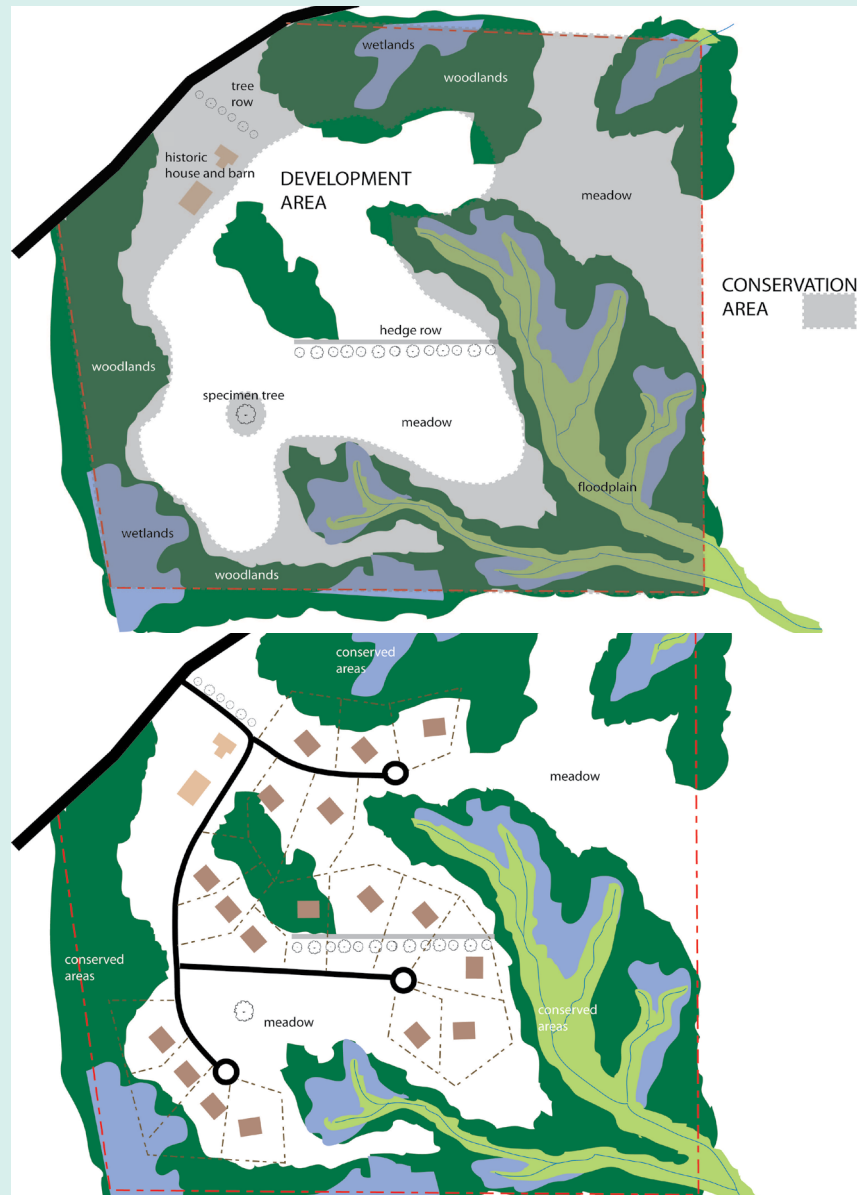 wetlands
woodlands
tree
row
historic
house and barn
DEVELOPMENT
AREA
meadow
CONSERVATION
AREA
hedge row
woodlands
specimen tree
meadow
floodplain
wetlands
woodlands
conserved
areas
meadow
conserved
areas
conserved
areas
meadow